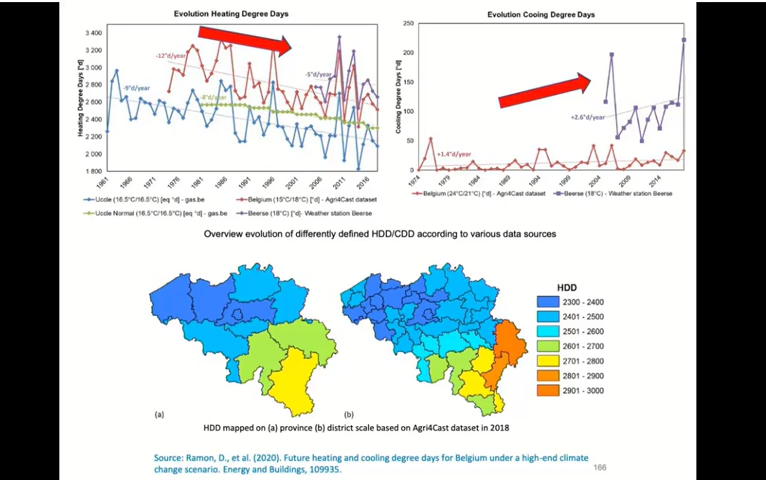 Evolution Heating Degree Days
Evolution Cooing Degree Days
Heating Degree Days [°d]
3 400
3 200
3 000
2 800
2 600
2 400
2 200
2 000
1 800
-12°d/year
-9°d/year
-8°d/year
-5°d/year
1961
1966
1971
1976
1981
1986
1991
1996
2001
2006
2011
2016
Uccle (16.5°C/16.5°C) [eq °d] - gas.be
Belgium (15°C/18°C) [°d] - Agri4Cast dataset
Uccle Normal (16.5°C/16.5°C) [eq °d] - gas.be
Beerse (18°C) [°d]- Weather station Beerse
Cooling Degree Days [°d]
250
200
150
100
50
0
+1.4°d/year
+2.6°d/year
1974
1979
1984
1989
1994
1999
2004
2009
2014
Belgium (24°C/21°C) [°d] - Agri4Cast dataset
Beerse (18°C) - Weather station Beerse
Overview evolution of differently defined HDD/CDD according to various data sources
HDD
2300 - 2400
2401 - 2500
2501 - 2600
2601 - 2700
2701 - 2800
2801 - 2900
2901 - 3000
(a)
(b)
HDD mapped on (a) province (b) district scale based on Agri4Cast dataset in 2018
Source: Ramon, D., et al. (2020). Future heating and cooling degree days for Belgium under a high-end climate
change scenario. Energy and Buildings, 109935.
166